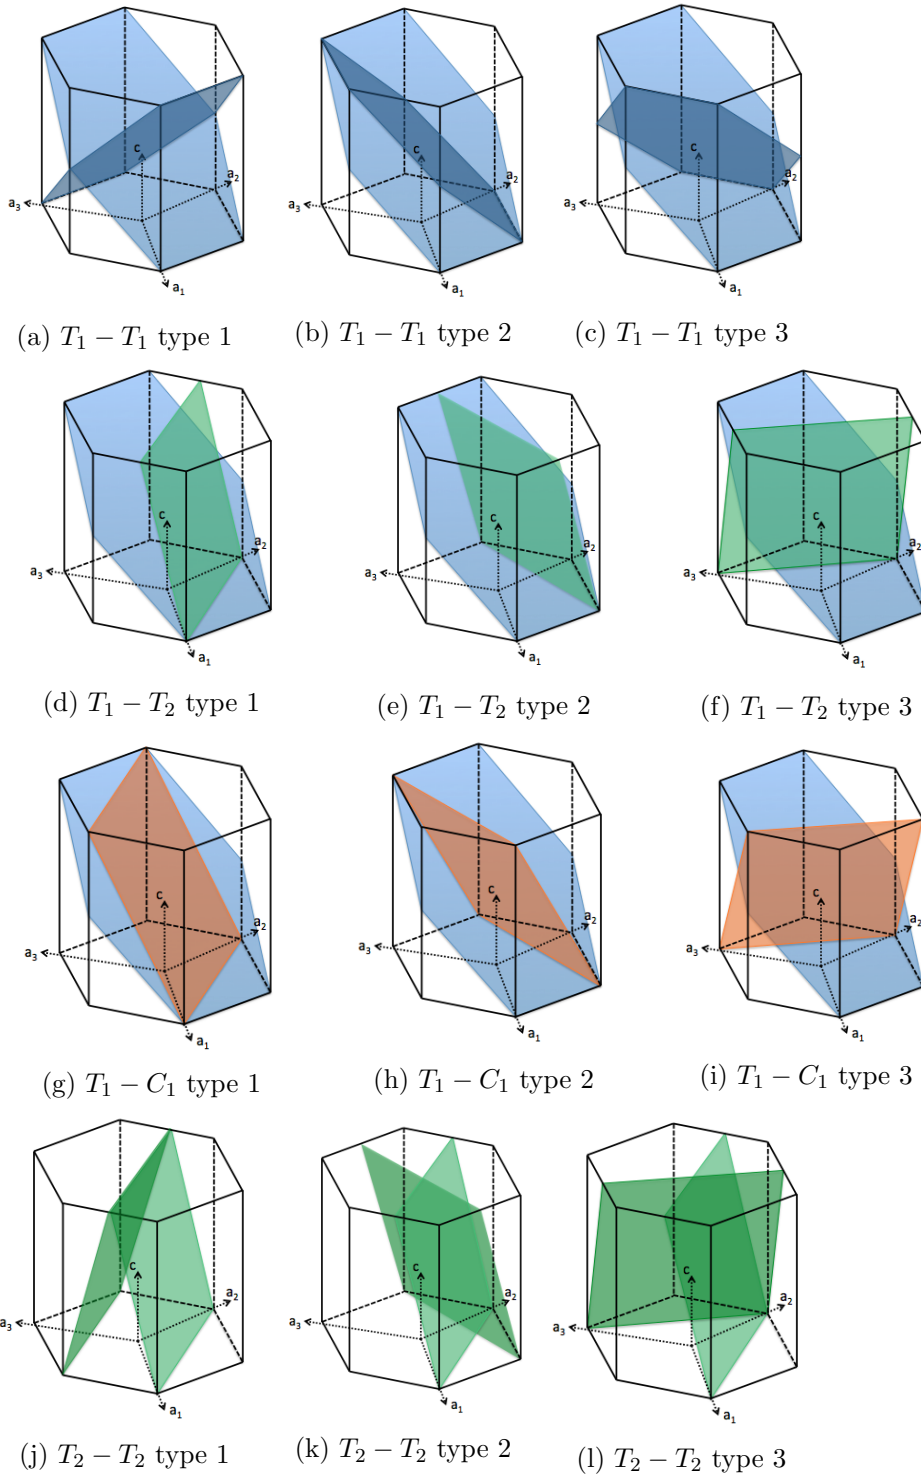 c
a₂
a₃
a₁
c
a₂
a₃
a₁
c
a₂
a₃
a₁
(a) T₁ − T₁ type 1
(b) T₁ − T₁ type 2
(c) T₁ − T₁ type 3
c
a₂
a₃
a₁
c
a₂
a₃
a₁
c
a₂
a₃
a₁
(d) T₁ − T₂ type 1
(e) T₁ − T₂ type 2
(f) T₁ − T₂ type 3
c
a₂
a₃
a₁
c
a₂
a₃
a₁
c
a₂
a₃
a₁
(g) T₁ − C₁ type 1
(h) T₁ − C₁ type 2
(i) T₁ − C₁ type 3
c
a₂
a₃
a₁
c
a₂
a₃
a₁
c
a₂
a₃
a₁
(j) T₂ − T₂ type 1
(k) T₂ − T₂ type 2
(l) T₂ − T₂ type 3